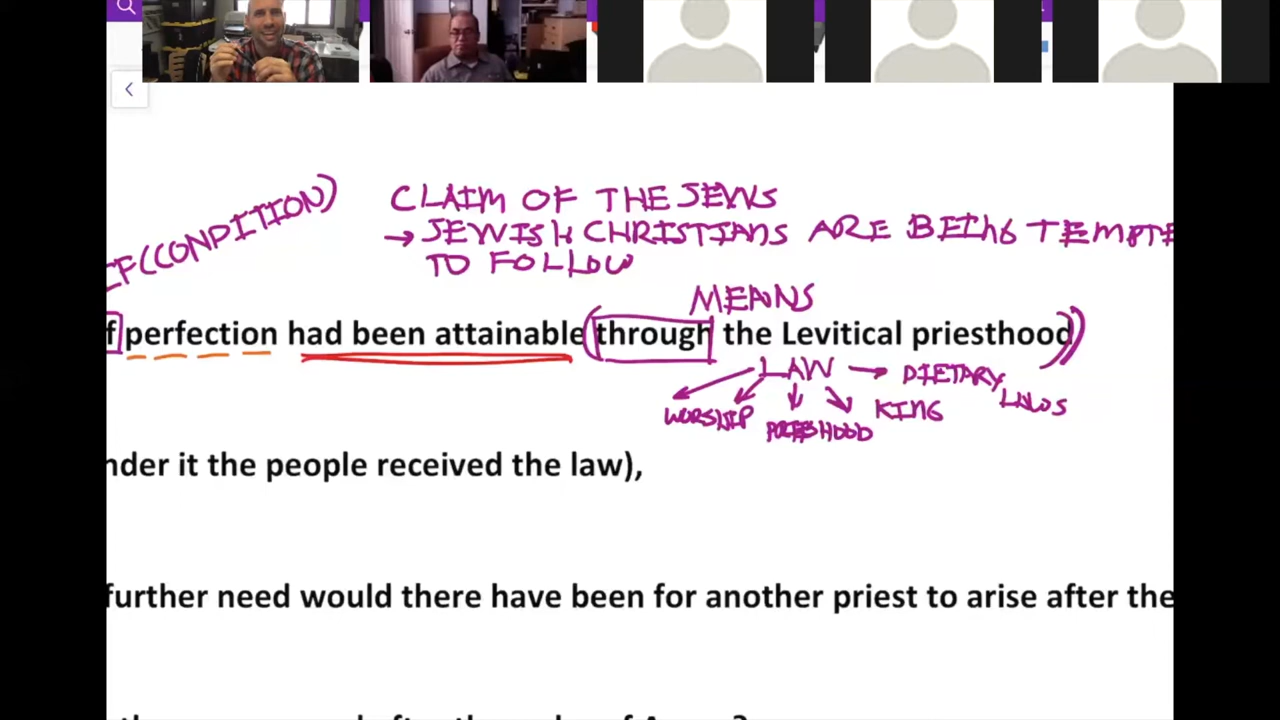 IF (CONDITION)
CLAIM OF THE JEWS
→ JEWISH CHRISTIANS ARE BEING TEMPTE
TO FOLLOW
MEANS
f perfection had been attainable (through the Levitical priesthood)
LAW → DIETARY LAWS
WORSHIP PRIESTHOOD KING
nder it the people received the law),
further need would there have been for another priest to arise after the